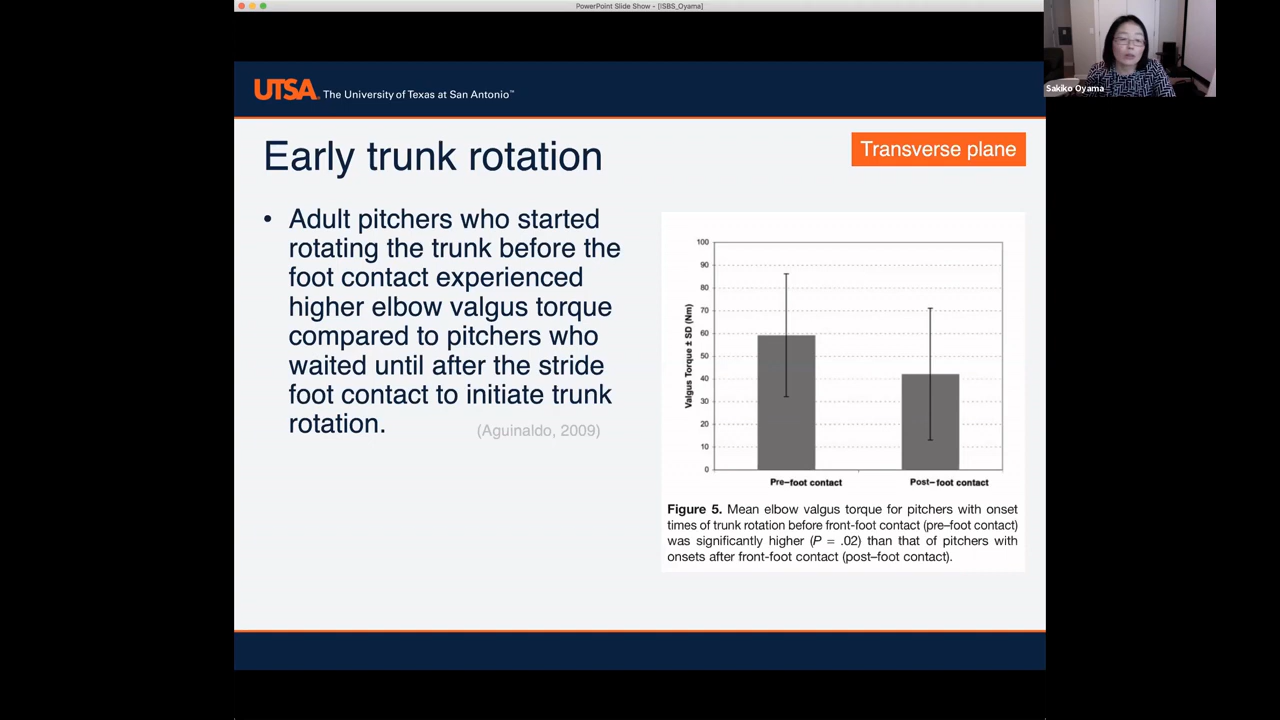 PowerPoint Slide Show - [ISBS_Oyama]
Sakiko Oyama
UTSA. The University of Texas at San Antonio™
Early trunk rotation
Transverse plane
• Adult pitchers who started
rotating the trunk before the
foot contact experienced
higher elbow valgus torque
compared to pitchers who
waited until after the stride
foot contact to initiate trunk
rotation.
(Aguinaldo, 2009)
Valgus Torque ± SD (Nm)
100
90
80
70
60
50
40
30
20
10
0
Pre–foot contact
Post–foot contact
Figure 5. Mean elbow valgus torque for pitchers with onset
times of trunk rotation before front-foot contact (pre–foot contact)
was significantly higher (P = .02) than that of pitchers with
onsets after front-foot contact (post–foot contact).